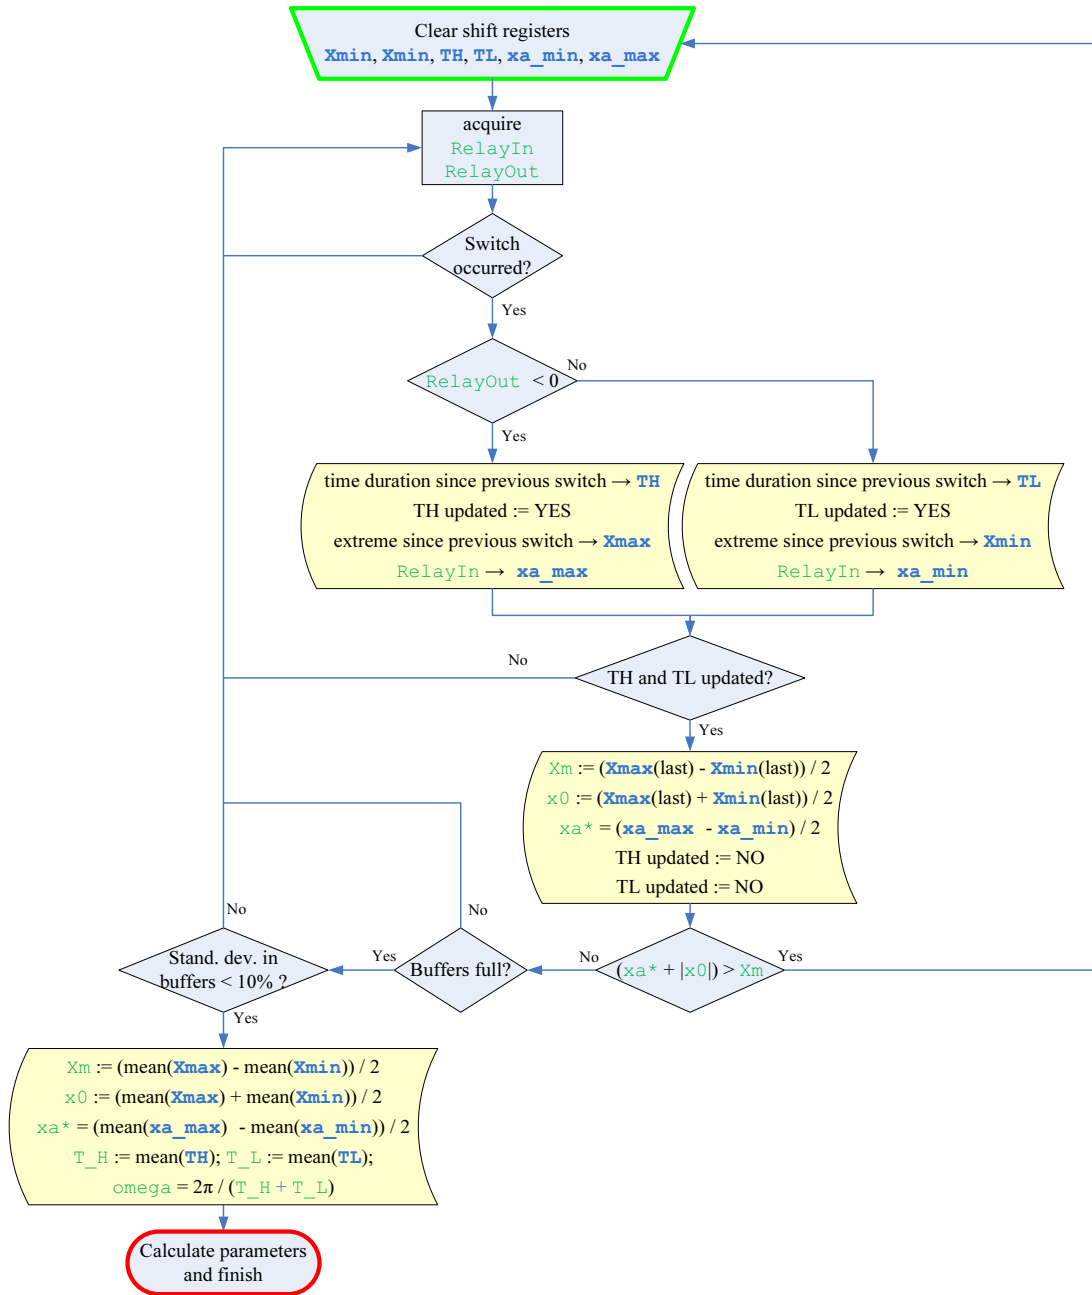 Clear shift registers
Xmin, Xmin, TH, TL, xa_min, xa_max
acquire
RelayIn
RelayOut
Switch
occurred?
Yes
RelayOut < 0
No
Yes
time duration since previous switch → TH
TH updated := YES
extreme since previous switch → Xmax
RelayIn → xa_max
time duration since previous switch → TL
TL updated := YES
extreme since previous switch → Xmin
RelayIn → xa_min
No
TH and TL updated?
Yes
Xm := (Xmax(last) - Xmin(last)) / 2
x0 := (Xmax(last) + Xmin(last)) / 2
xa* = (xa_max - xa_min) / 2
TH updated := NO
TL updated := NO
No
Stand. dev. in
buffers < 10% ?
Yes
No
Yes
Buffers full?
No
(xa* + |x0|) > Xm
Yes
Xm := (mean(Xmax) - mean(Xmin)) / 2
x0 := (mean(Xmax) + mean(Xmin)) / 2
xa* = (mean(xa_max) - mean(xa_min)) / 2
T_H := mean(TH); T_L := mean(TL);
omega = 2π / (T_H + T_L)
Calculate parameters
and finish